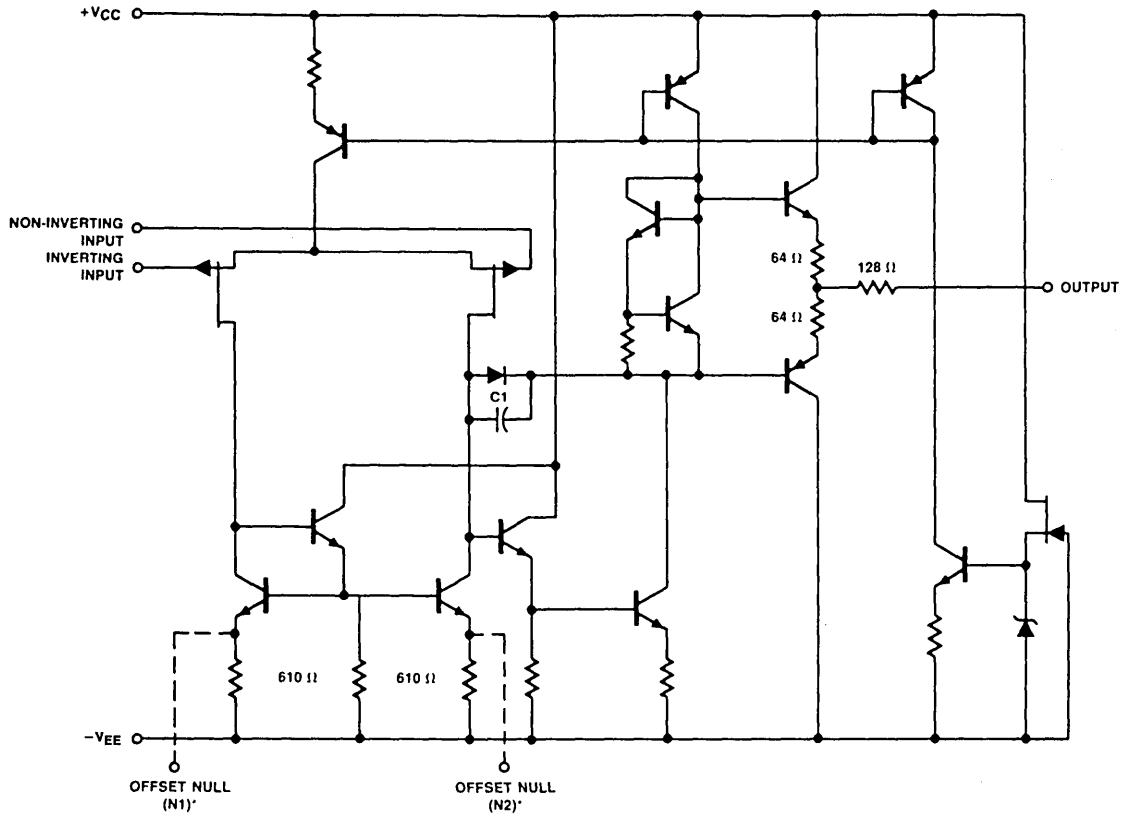 +VCC
NON-INVERTING
INPUT
INVERTING
INPUT
64 Ω
128 Ω
OUTPUT
64 Ω
C1
610 Ω
610 Ω
−VEE
OFFSET NULL
(N1)*
OFFSET NULL
(N2)*